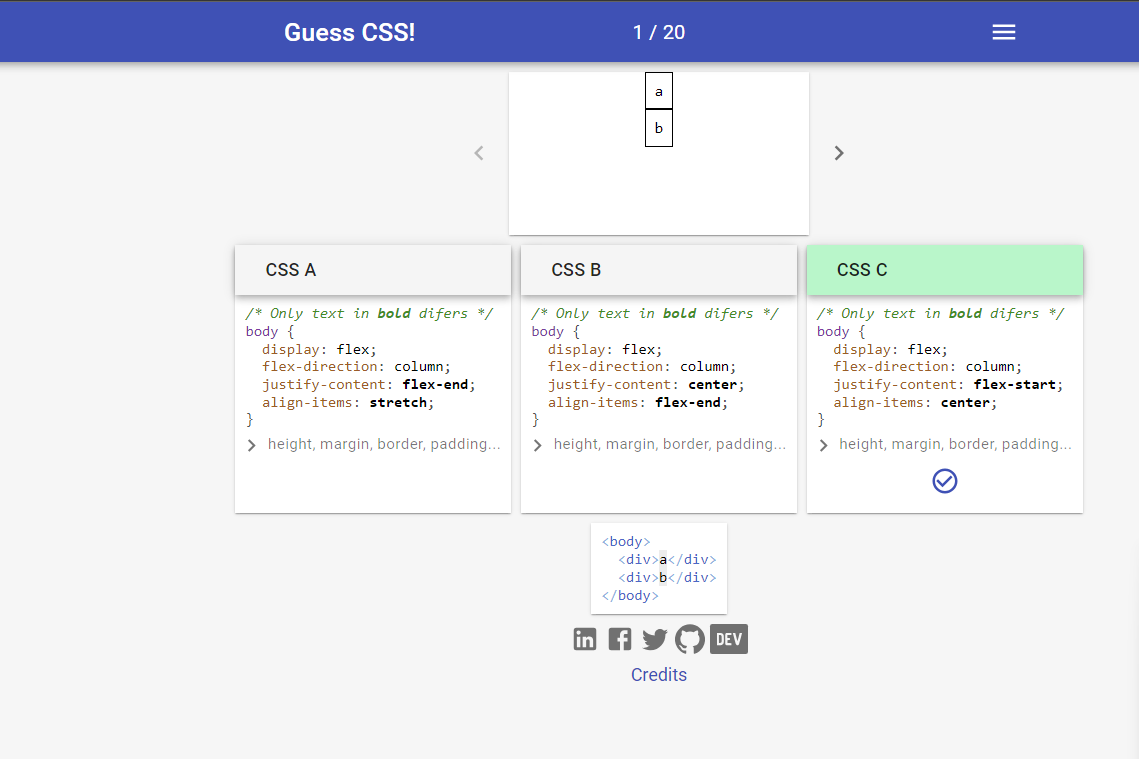 Guess CSS!
1 / 20
a
b
CSS A
/* Only text in bold difers */
body {
display: flex;
flex-direction: column;
justify-content: flex-end;
align-items: stretch;
}
height, margin, border, padding...
CSS B
/* Only text in bold difers */
body {
display: flex;
flex-direction: column;
justify-content: center;
align-items: flex-end;
}
height, margin, border, padding...
CSS C
/* Only text in bold difers */
body {
display: flex;
flex-direction: column;
justify-content: flex-start;
align-items: center;
}
height, margin, border, padding...
<body>
<div>a</div>
<div>b</div>
</body>
in
f
DEV
Credits